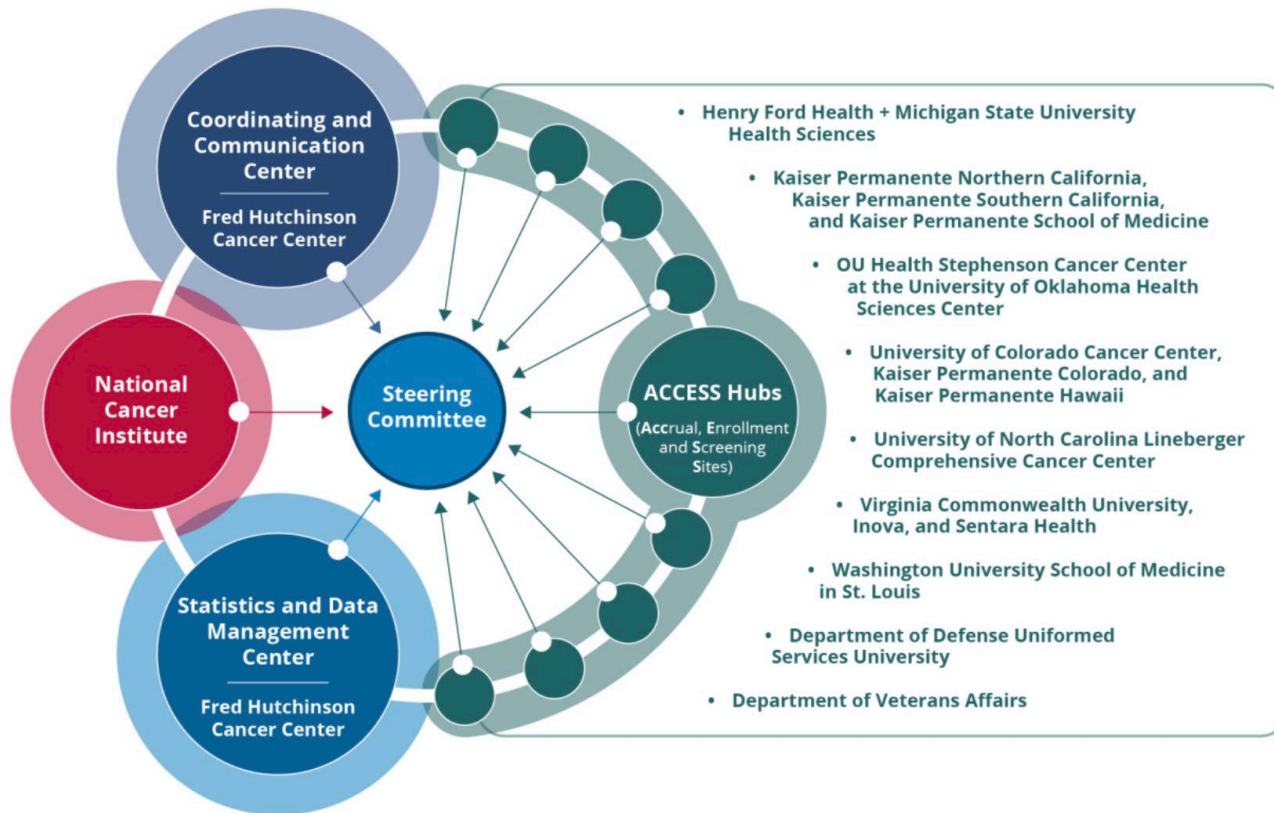 Coordinating and
Communication
Center
Fred Hutchinson
Cancer Center
National
Cancer
Institute
Statistics and Data
Management
Center
Fred Hutchinson
Cancer Center
Steering
Committee
ACCESS Hubs
(Accrual, Enrollment
and Screening
Sites)
• Henry Ford Health + Michigan State University
Health Sciences
• Kaiser Permanente Northern California,
Kaiser Permanente Southern California,
and Kaiser Permanente School of Medicine
• OU Health Stephenson Cancer Center
at the University of Oklahoma Health
Sciences Center
• University of Colorado Cancer Center,
Kaiser Permanente Colorado, and
Kaiser Permanente Hawaii
• University of North Carolina Lineberger
Comprehensive Cancer Center
• Virginia Commonwealth University,
Inova, and Sentara Health
• Washington University School of Medicine
in St. Louis
• Department of Defense Uniformed
Services University
• Department of Veterans Affairs